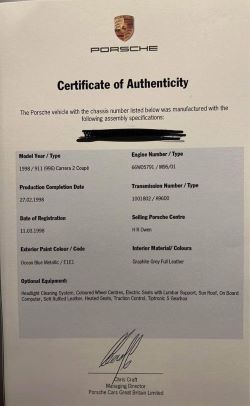 PORSCHE
Certificate of Authenticity
The Porsche vehicle with the chassis number listed below was manufactured with the
following assembly specifications:
Model Year / Type
Engine Number / Type
1998 / 911 (996) Carrera 2 Coupé
66W05791 / M96/01
Production Completion Date
Transmission Number / Type
27.02.1998
1001802 / A9600
Date of Registration
Selling Porsche Centre
11.03.1998
H R Owen
Exterior Paint Colour / Code
Interior Material/ Colours
Ocean Blue Metallic / E1E1
Graphite Grey Full Leather
Optional Equipment:
Headlight Cleaning System, Coloured Wheel Centres, Electric Seats with Lumbar Support, Sun Roof, On Board
Computer, Soft Ruffled Leather, Heated Seats, Traction Control, Tiptronic S Gearbox
Chris Craft
Managing Director
Porsche Cars Great Britain Limited